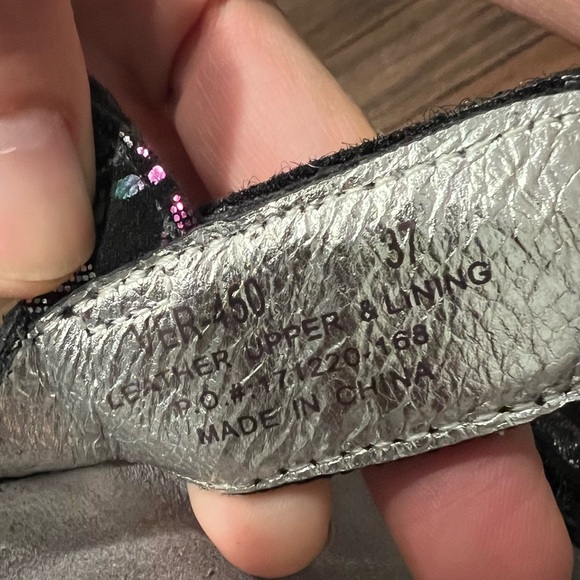 VER-450 37
LEATHER UPPER & LINING
P.O.#:171220-168
MADE IN CHINA